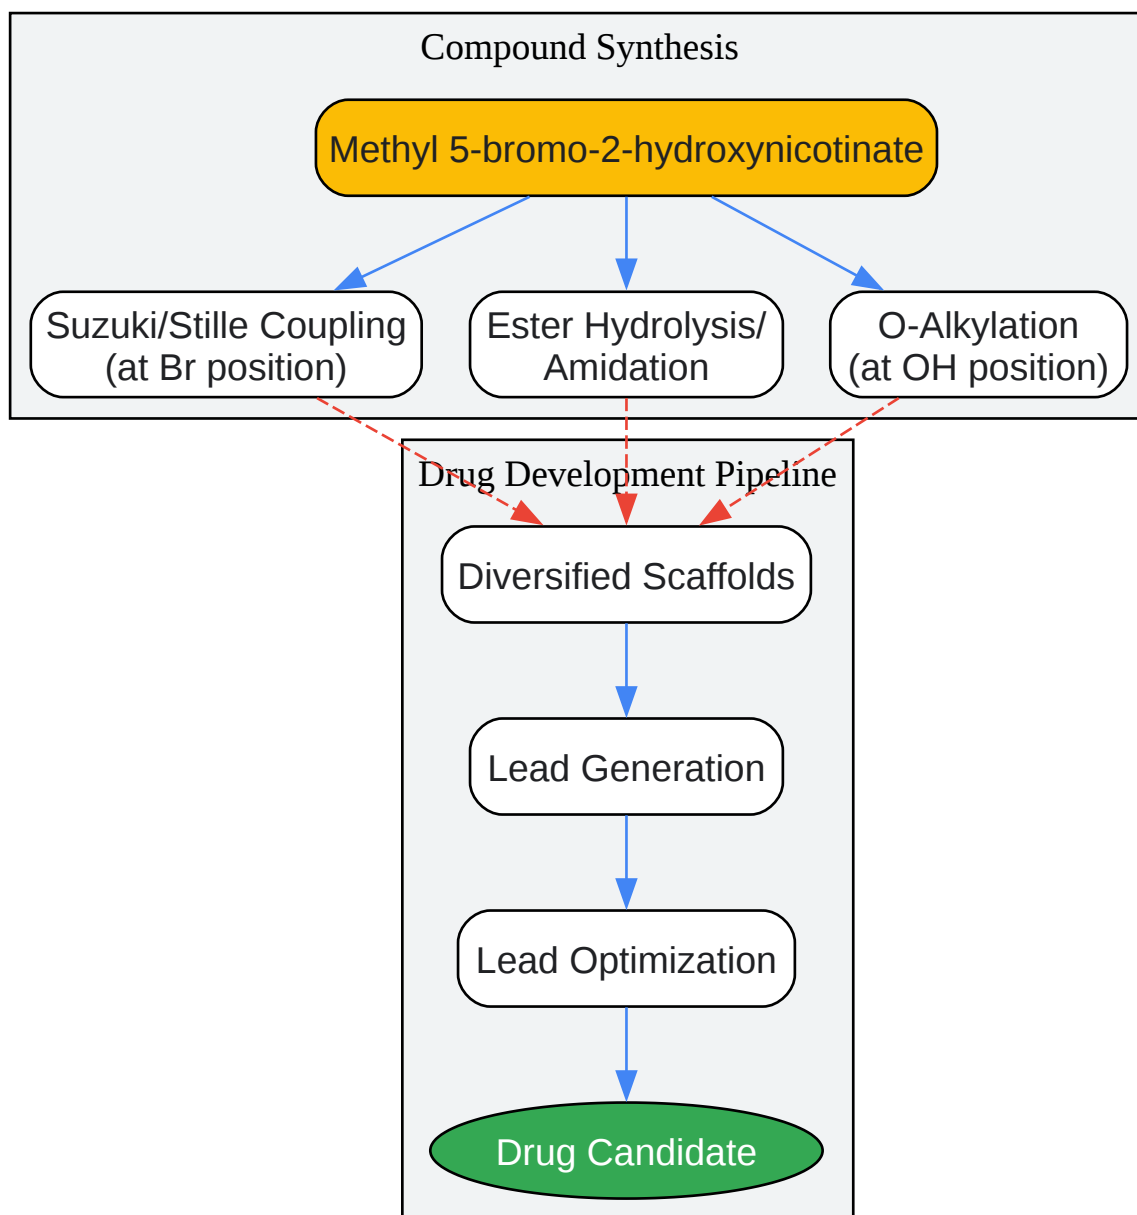 Compound Synthesis
Methyl 5-bromo-2-hydroxynicotinate
Suzuki/Stille Coupling
(at Br position)
Ester Hydrolysis/
Amidation
O-Alkylation
(at OH position)
Drug Development Pipeline
Diversified Scaffolds
Lead Generation
Lead Optimization
Drug Candidate